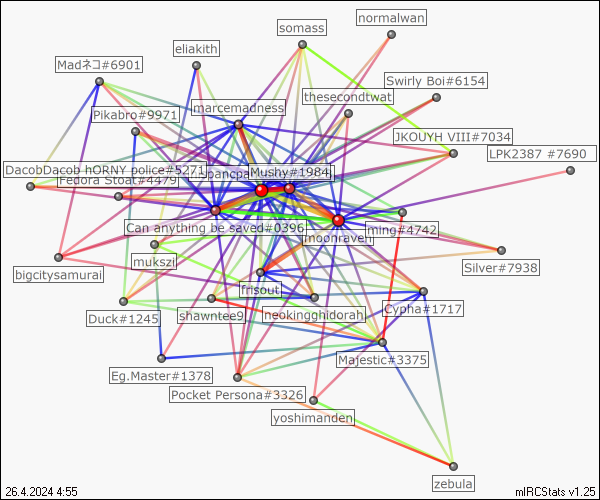 normalwan
somass
eliakith
Madネコ#6901
Swirly Boi#6154
thesecondtwat
marcemadness
Pikabro#9971
JKOUYH VIII#7034
LPK2387 #7690
DacobDacob hORNY police#5271
Mushy#1984
Fedora Stoat#4479
Can anything be saved#0396
ming#4742
moonraven
mukszi
Silver#7938
bigcitysamurai
frisout
Cypha#1717
Duck#1245
shawntee9
neokingghidorah
Majestic#3375
Eg.Master#1378
Pocket Persona#3326
yoshimanden
zebula
26.4.2024 4:55
mIRCStats v1.25